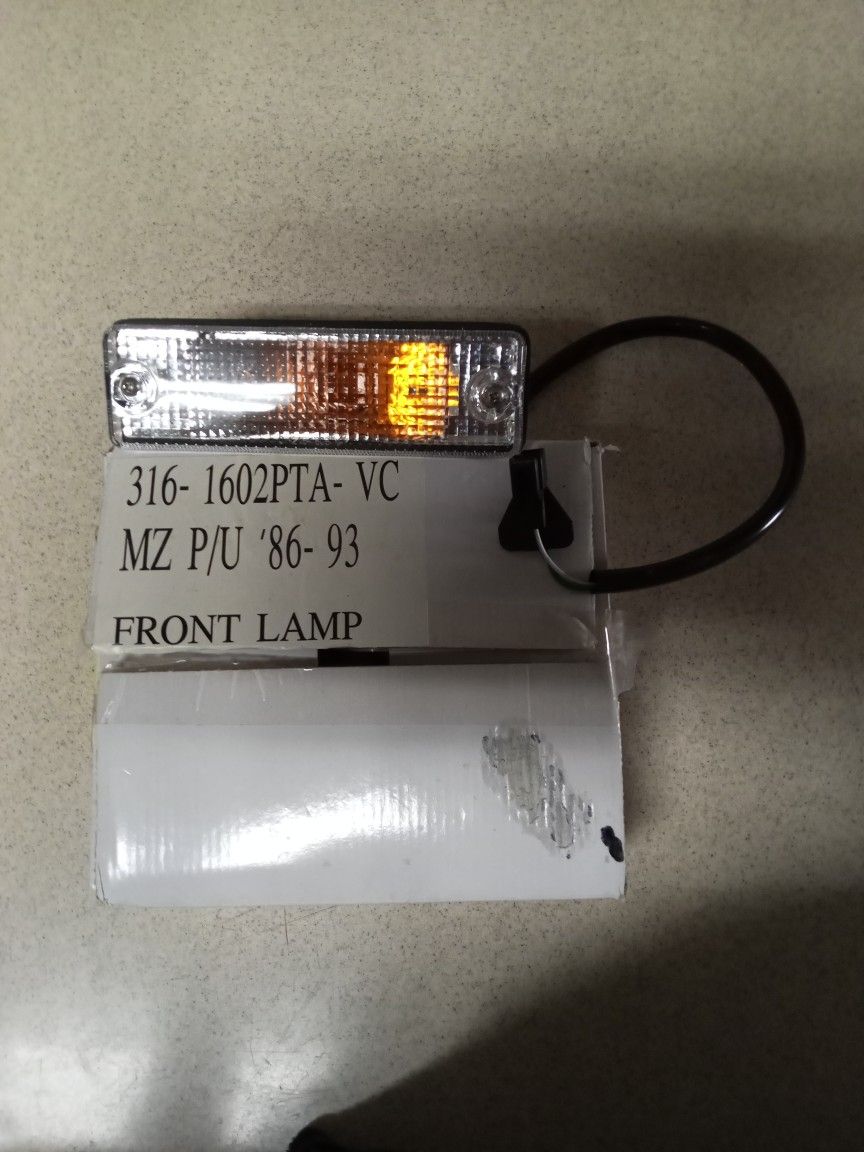 316- 1602PTA- VC
MZ P/U '86- 93
FRONT LAMP